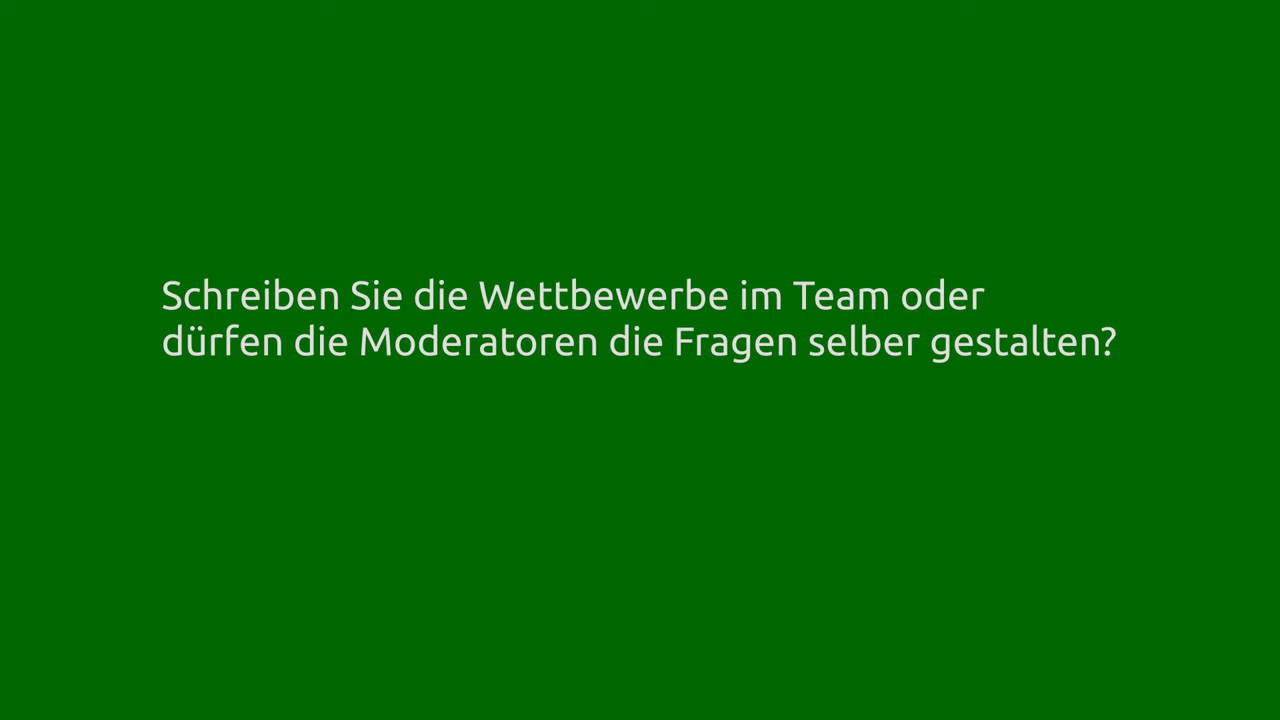 Schreiben Sie die Wettbewerbe im Team oder
dürfen die Moderatoren die Fragen selber gestalten?